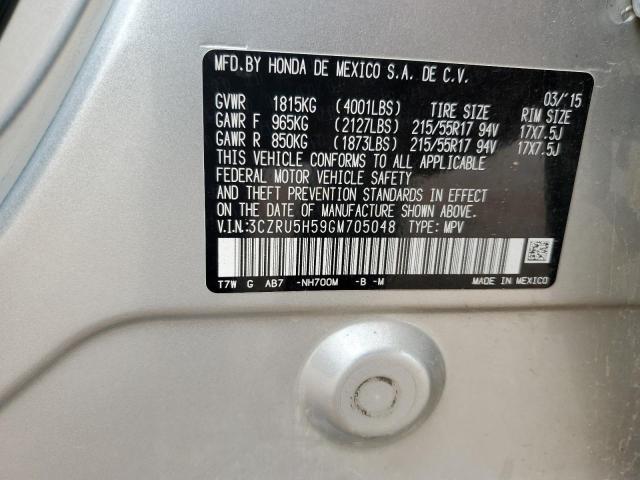 MFD.BY HONDA DE MEXICO S.A. DE C.V.
03/'15
GVWR 1815KG (4001LBS) TIRE SIZE RIM SIZE
GAWR F 965KG (2127LBS) 215/55R17 94V 17X7.5J
GAWR R 850KG (1873LBS) 215/55R17 94V 17X7.5J
THIS VEHICLE CONFORMS TO ALL APPLICABLE
FEDERAL MOTOR VEHICLE SAFETY
AND THEFT PREVENTION STANDARDS IN EFFECT
ON THE DATE OF MANUFACTURE SHOWN ABOVE.
V.I.N:3CZRU5H59GM705048 TYPE: MPV
T7W G AB7 -NH700M -B -M MADE IN MEXICO